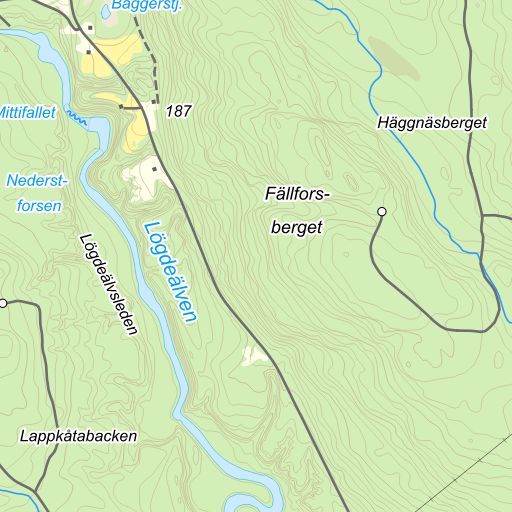 Baggerstj.
187
Mittifallet
Häggnäsberget
Nederst-
forsen
Fällfors-
berget
Lögdeälven
Lögdeälvsleden
Lappkåtabacken